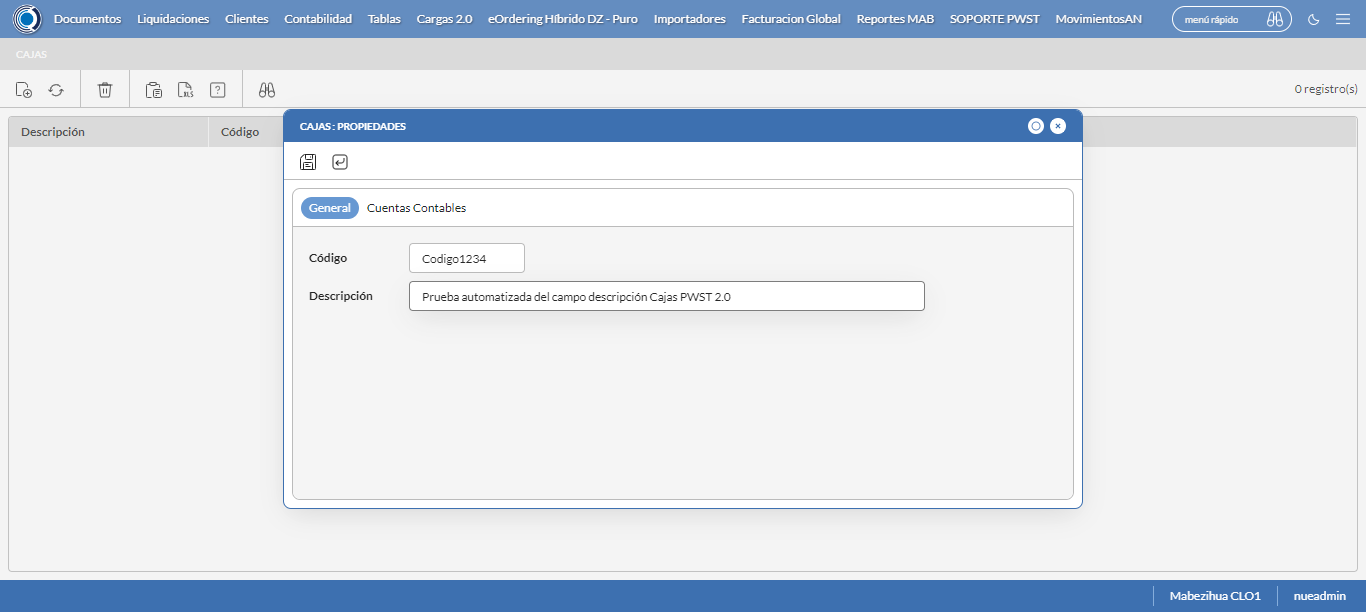 Documentos Liquidaciones Clientes Contabilidad Tablas Cargas 2.0 eOrdering Híbrido DZ - Puro Importadores Facturacion Global Reportes MAB SOPORTE PWST MovimientosAN menú rápido
CAJAS
XLS ? 0 registro(s)
Descripción Código
CAJAS : PROPIEDADES
General Cuentas Contables
Código Codigo1234
Descripción Prueba automatizada del campo descripción Cajas PWST 2.0
Mabezihua CLO1 nueadmin